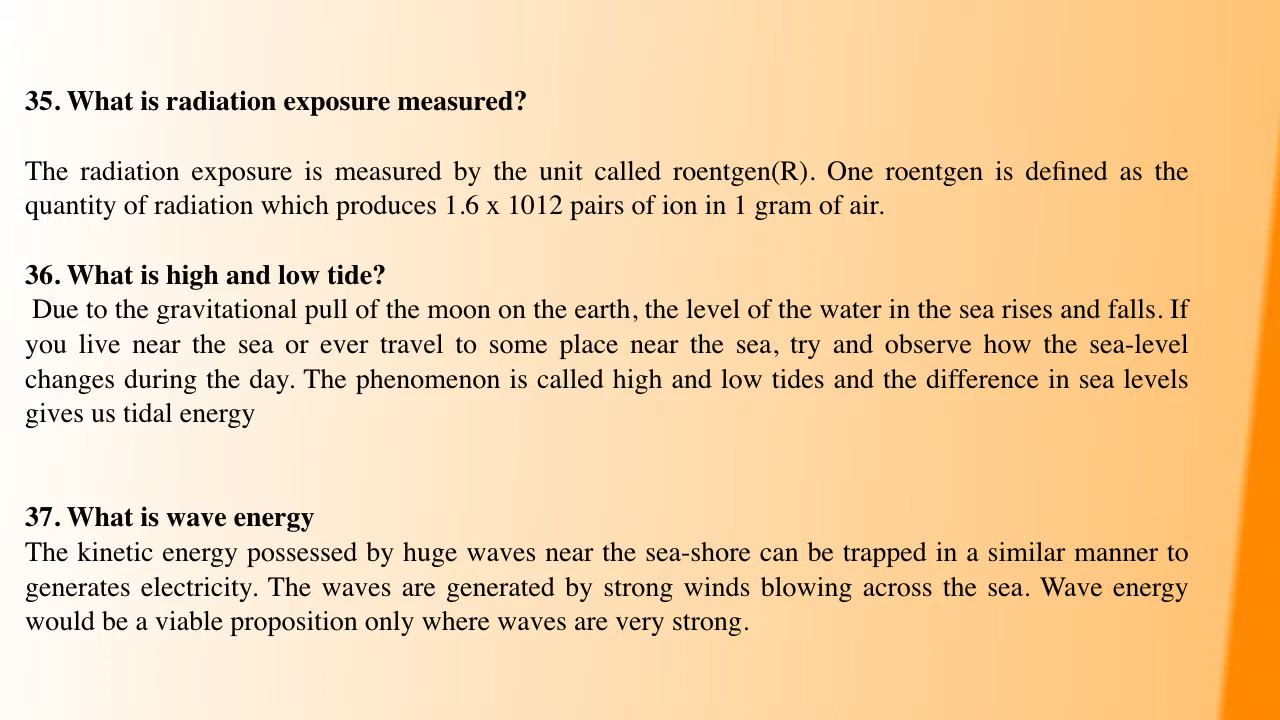 35. What is radiation exposure measured?
The radiation exposure is measured by the unit called roentgen(R). One roentgen is defined as the
quantity of radiation which produces 1.6 x 1012 pairs of ion in 1 gram of air.
36. What is high and low tide?
Due to the gravitational pull of the moon on the earth, the level of the water in the sea rises and falls. If
you live near the sea or ever travel to some place near the sea, try and observe how the sea-level
changes during the day. The phenomenon is called high and low tides and the difference in sea levels
gives us tidal energy
37. What is wave energy
The kinetic energy possessed by huge waves near the sea-shore can be trapped in a similar manner to
generates electricity. The waves are generated by strong winds blowing across the sea. Wave energy
would be a viable proposition only where waves are very strong.